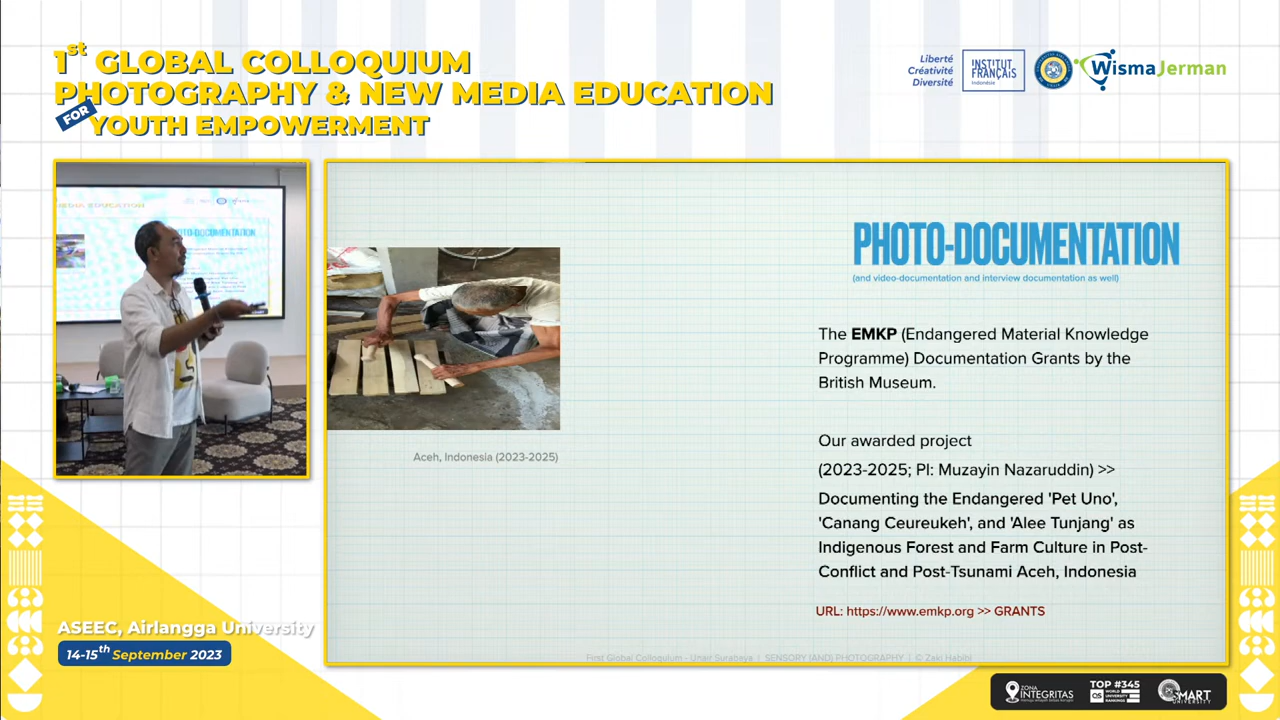 1st GLOBAL COLLOQUIUM
PHOTOGRAPHY & NEW MEDIA EDUCATION
FOR YOUTH EMPOWERMENT
Liberté
Créativité
Diversité
INSTITUT
FRANÇAIS
Indonésie
WismaJerman
PHOTO-DOCUMENTATION
(and video-documentation and interview documentation as well)
The EMKP (Endangered Material Knowledge
Programme) Documentation Grants by the
British Museum.
Aceh, Indonesia (2023-2025)
Our awarded project
(2023-2025; PI: Muzayin Nazaruddin) >>
Documenting the Endangered 'Pet Uno',
'Canang Ceureukeh', and 'Alee Tunjang' as
Indigenous Forest and Farm Culture in Post-
Conflict and Post-Tsunami Aceh, Indonesia
URL: https://www.emkp.org >> GRANTS
First Global Colloquium - Unair Surabaya | SENSORY (AND) PHOTOGRAPHY | © Zaki Habibi
ASEEC, Airlangga University
14-15th September 2023
ZONA
INTEGRITAS
TOP #345
QS WORLD
UNIVERSITY
RANKINGS
SMART
UNIVERSITY